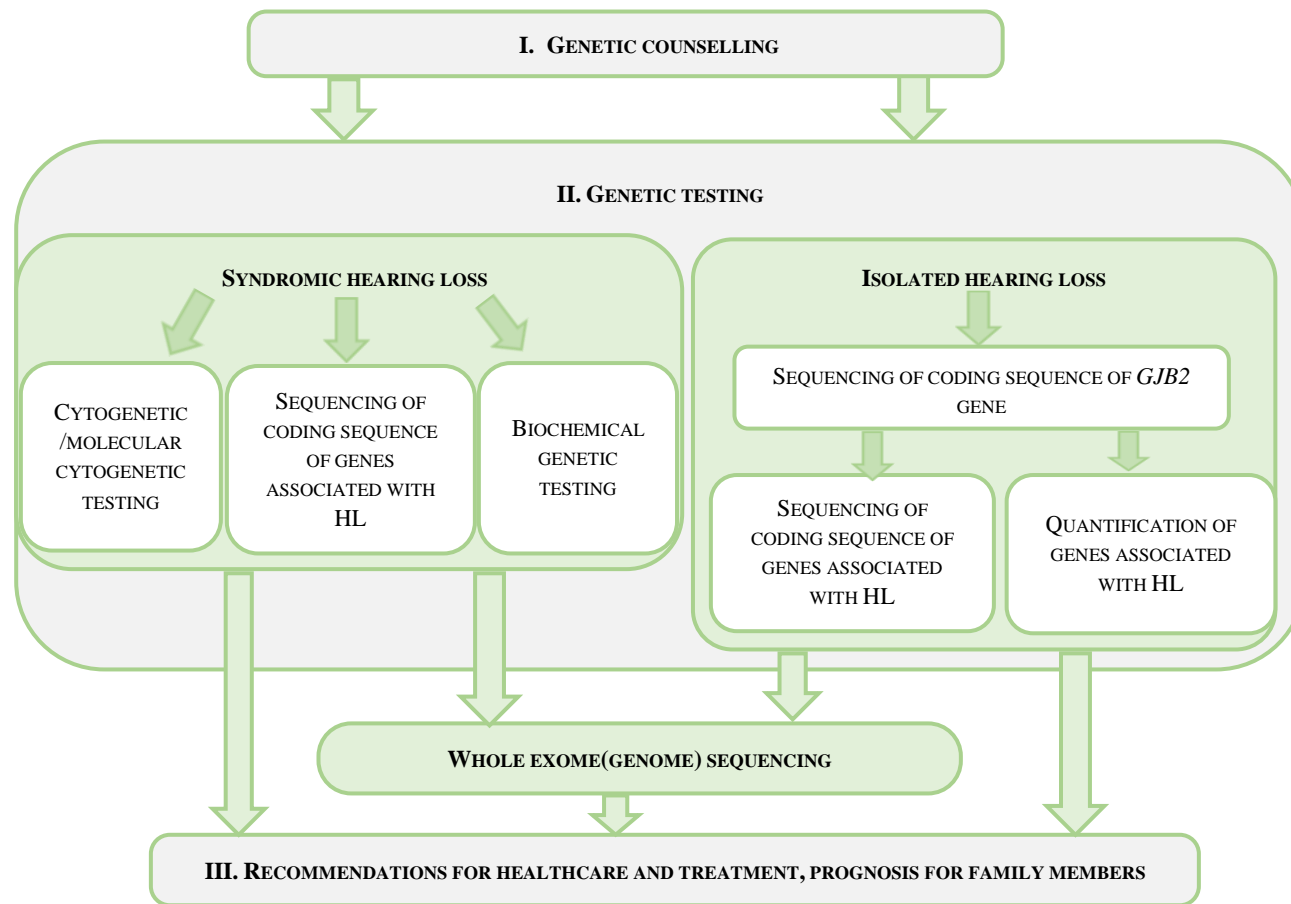 I. GENETIC COUNSELLING
II. GENETIC TESTING
SYNDROMIC HEARING LOSS
CYTOGENETIC
/MOLECULAR
CYTOGENETIC
TESTING
SEQUENCING OF
CODING SEQUENCE
OF GENES
ASSOCIATED WITH
HL
BIOCHEMICAL
GENETIC
TESTING
ISOLATED HEARING LOSS
SEQUENCING OF CODING SEQUENCE OF GJB2
GENE
SEQUENCING OF
CODING SEQUENCE OF
GENES ASSOCIATED
WITH HL
QUANTIFICATION OF
GENES ASSOCIATED
WITH HL
WHOLE EXOME(GENOME) SEQUENCING
III. RECOMMENDATIONS FOR HEALTHCARE AND TREATMENT, PROGNOSIS FOR FAMILY MEMBERS